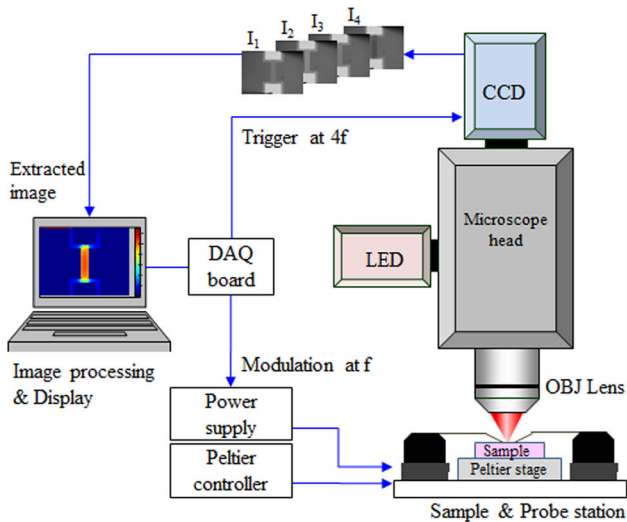 I1 I2 I3 I4
CCD
Trigger at 4f
Extracted
image
Microscope
head
LED
DAQ
board
Modulation at f
Image processing
& Display
OBJ Lens
Power
supply
Peltier
controller
Sample
Peltier stage
Sample & Probe station